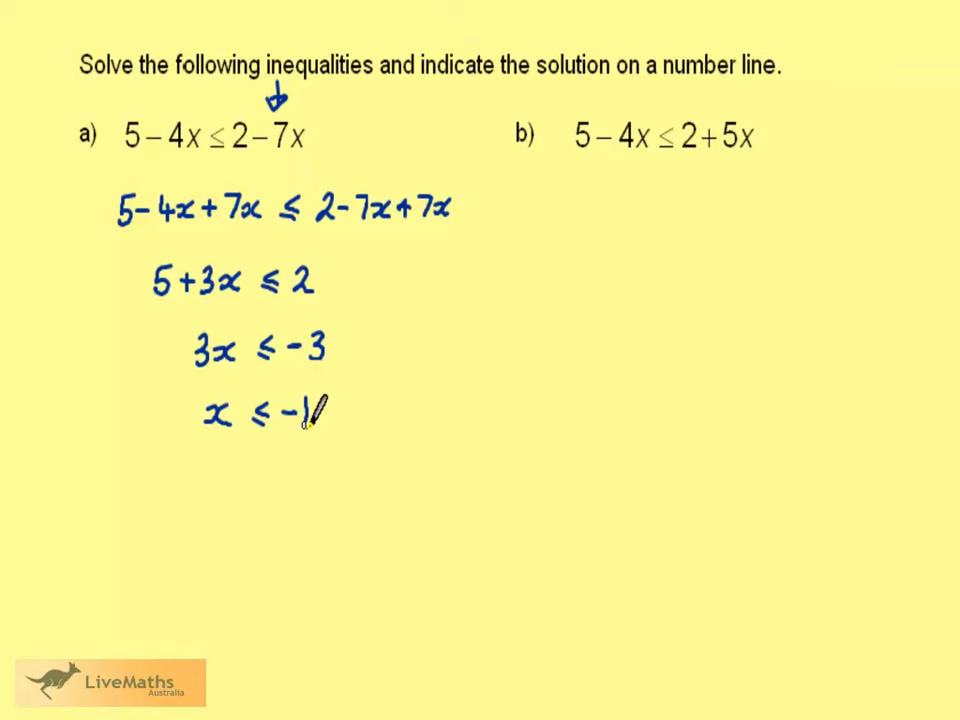 Solve the following inequalities and indicate the solution on a number line.
a) 5 – 4x ≤ 2 – 7x
b) 5 – 4x ≤ 2 + 5x
5 - 4x + 7x ≤ 2 - 7x + 7x
5 + 3x ≤ 2
3x ≤ -3
x ≤ -1
LiveMaths
Australia